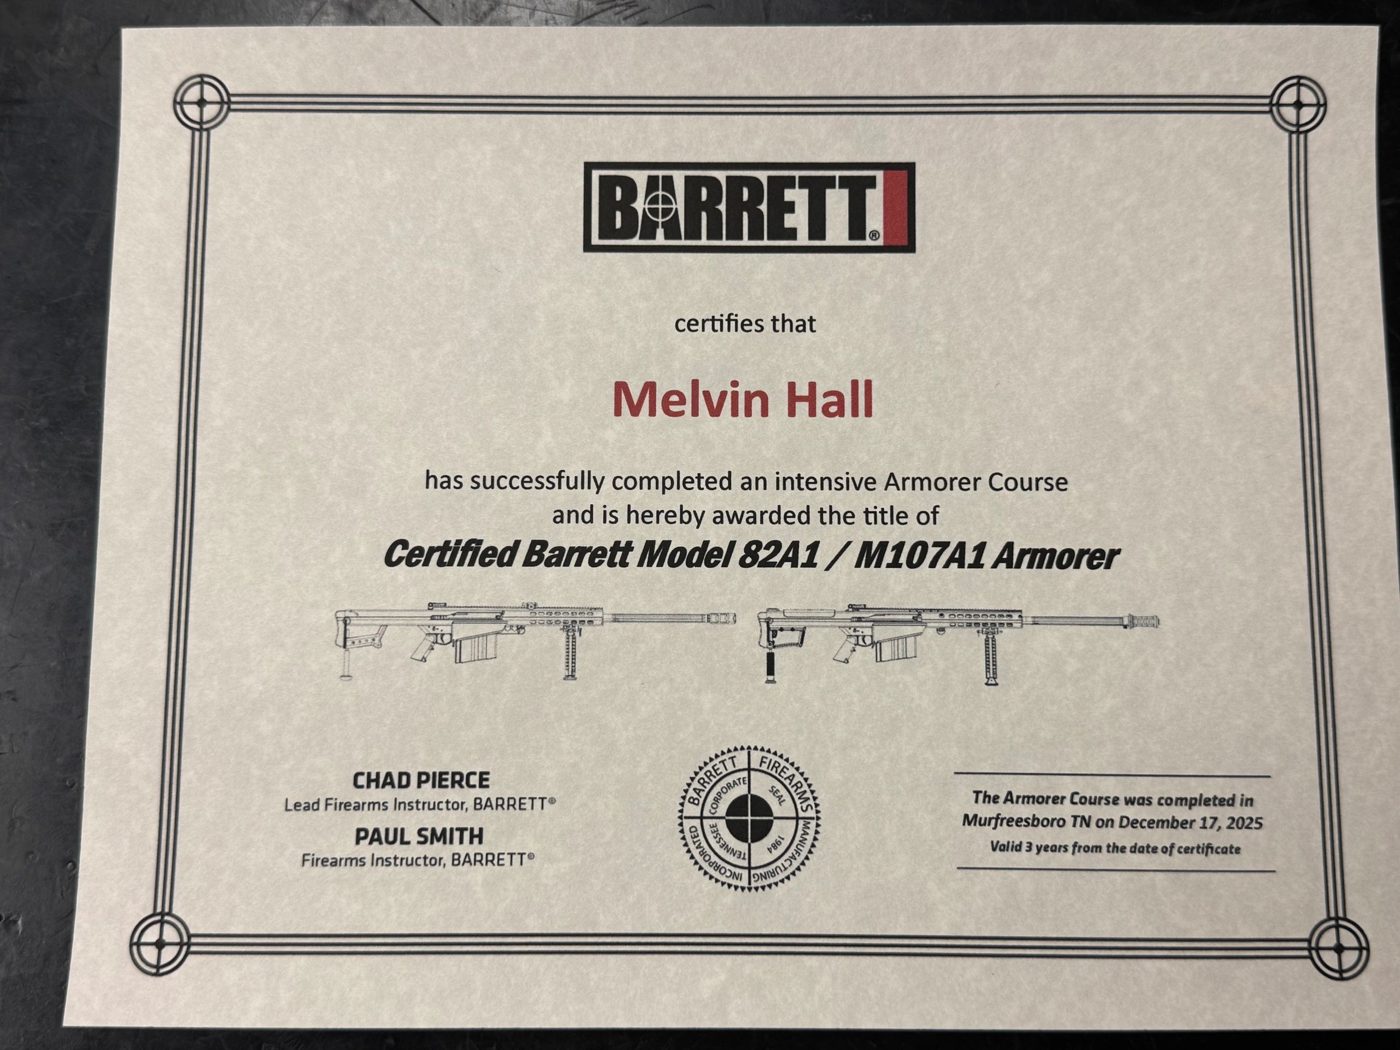 BARRETT®
certifies that
Melvin Hall
has successfully completed an intensive Armorer Course
and is hereby awarded the title of
Certified Barrett Model 82A1 / M107A1 Armorer
CHAD PIERCE
Lead Firearms Instructor, BARRETT®
PAUL SMITH
Firearms Instructor, BARRETT®
BARRETT FIREARMS MANUFACTURING INCORPORATED
CORPORATE SEAL 1984 TENNESSEE
The Armorer Course was completed in
Murfreesboro TN on December 17, 2025
Valid 3 years from the date of certificate